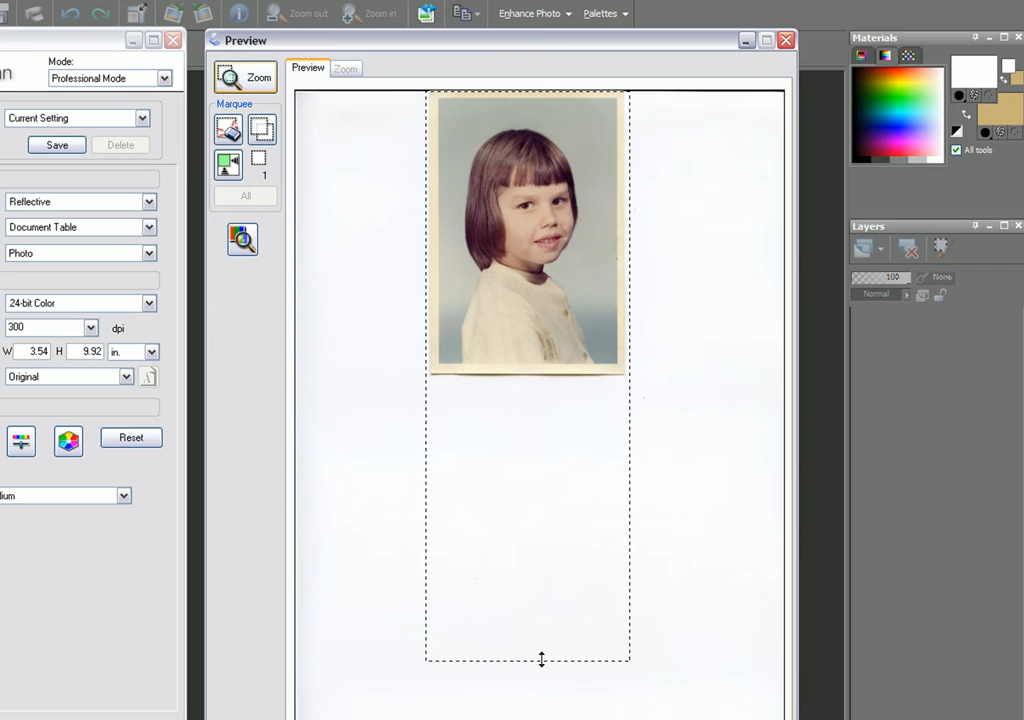 Zoom out
Zoom in
Enhance Photo
Palettes
Mode:
Professional Mode
Current Setting
Save
Delete
Reflective
Document Table
Photo
24-bit Color
300
dpi
W 3.54 H 9.92 in.
Original
Reset
Preview
Zoom
Marquee
1
All
Preview
Zoom
Materials
All tools
Layers
100
None
Normal